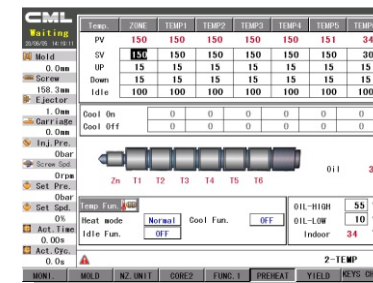 CML
Waiting
Temp. ZONE TEMP1 TEMP2 TEMP3 TEMP4 TEMP5
PV 150 150 150 150 150 151 34
SV 150 150 150 150 150 150 30
UP 15 15 15 15 15 15 15
Down 15 15 15 15 15 15 15
Idle 100 100 100 100 100 100 100
Cool On 0 0 0 0 0 0
Cool Off 0 0 0 0 0 0
Mold
0.0mm
Screw
158.3mm
Ejector
1.0mm
Carriage
0.0mm
Inj.Pre.
0bar
Screw Spd.
0rpm
Set Pre.
0bar
Set Spd.
0%
Act.Time
0.00s
Act.Cyc.
0.0s
Zn T1 T2 T3 T4 T5 T6
Oil 3
Temp Fun.
Heat mode Normal Cool Fun. OFF
Idle Fun. OFF
OIL-HIGH 55
OIL-LOW 10
Indoor 34
2-TEMP
MONI. MOLD NZ.UNIT CORE2 FUNC.1 PREHEAT YIELD KEYS